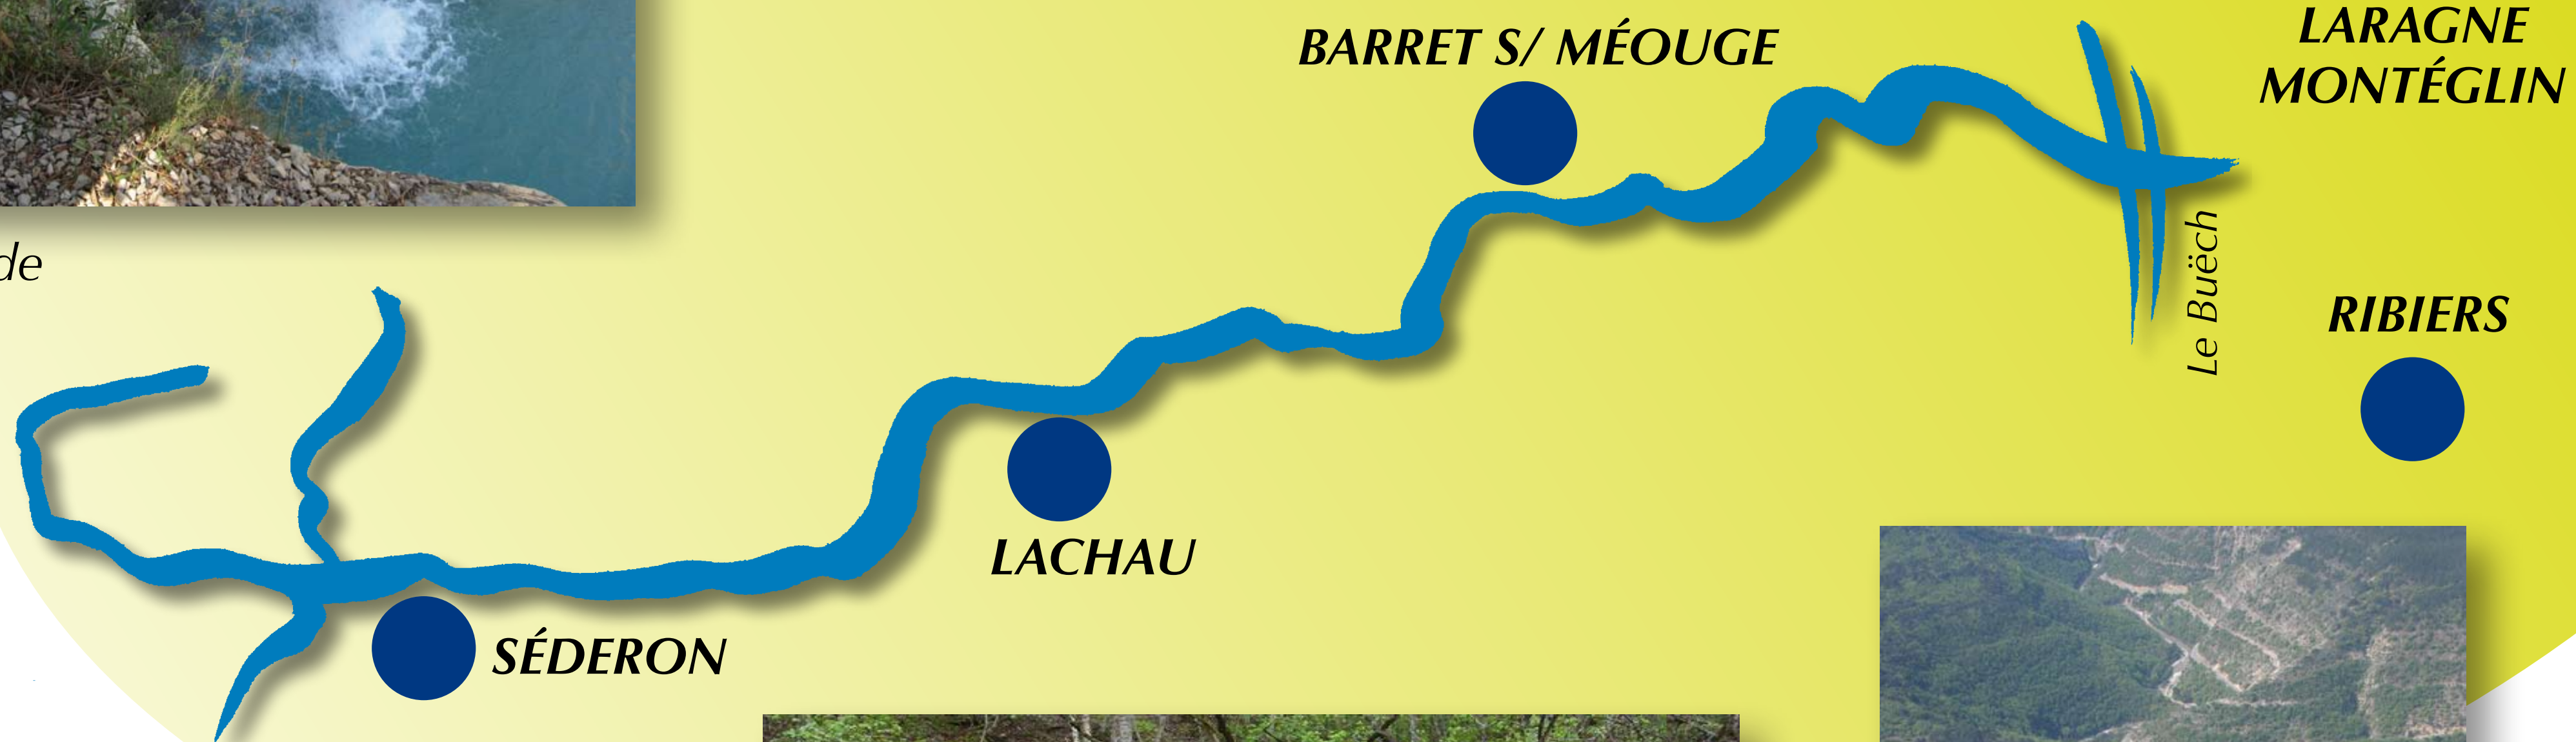 BARRET S/ MÉOUGE
LARAGNE
MONTÉGLIN
de
Le Buëch
RIBIERS
LACHAU
SÉDERON